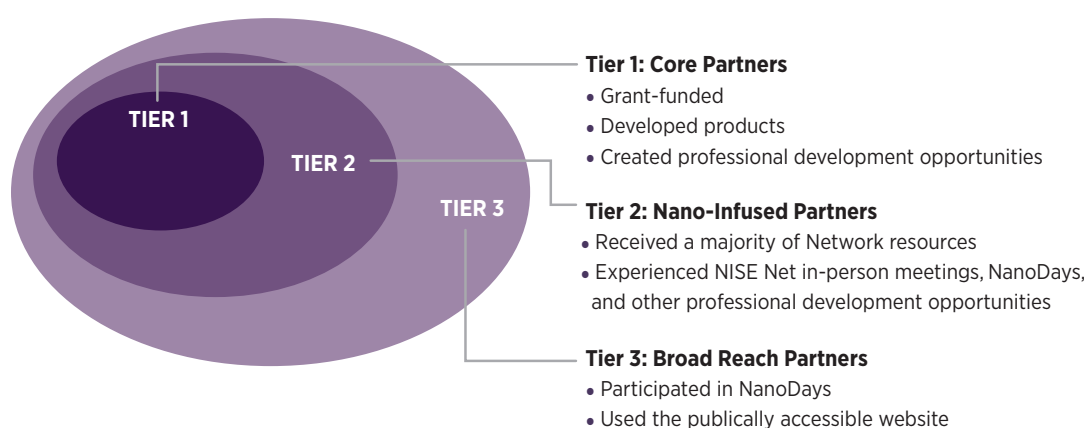 TIER 1
TIER 2
TIER 3
Tier 1: Core Partners
• Grant-funded
• Developed products
• Created professional development opportunities
Tier 2: Nano-Infused Partners
• Received a majority of Network resources
• Experienced NISE Net in-person meetings, NanoDays,
and other professional development opportunities
Tier 3: Broad Reach Partners
• Participated in NanoDays
• Used the publically accessible website